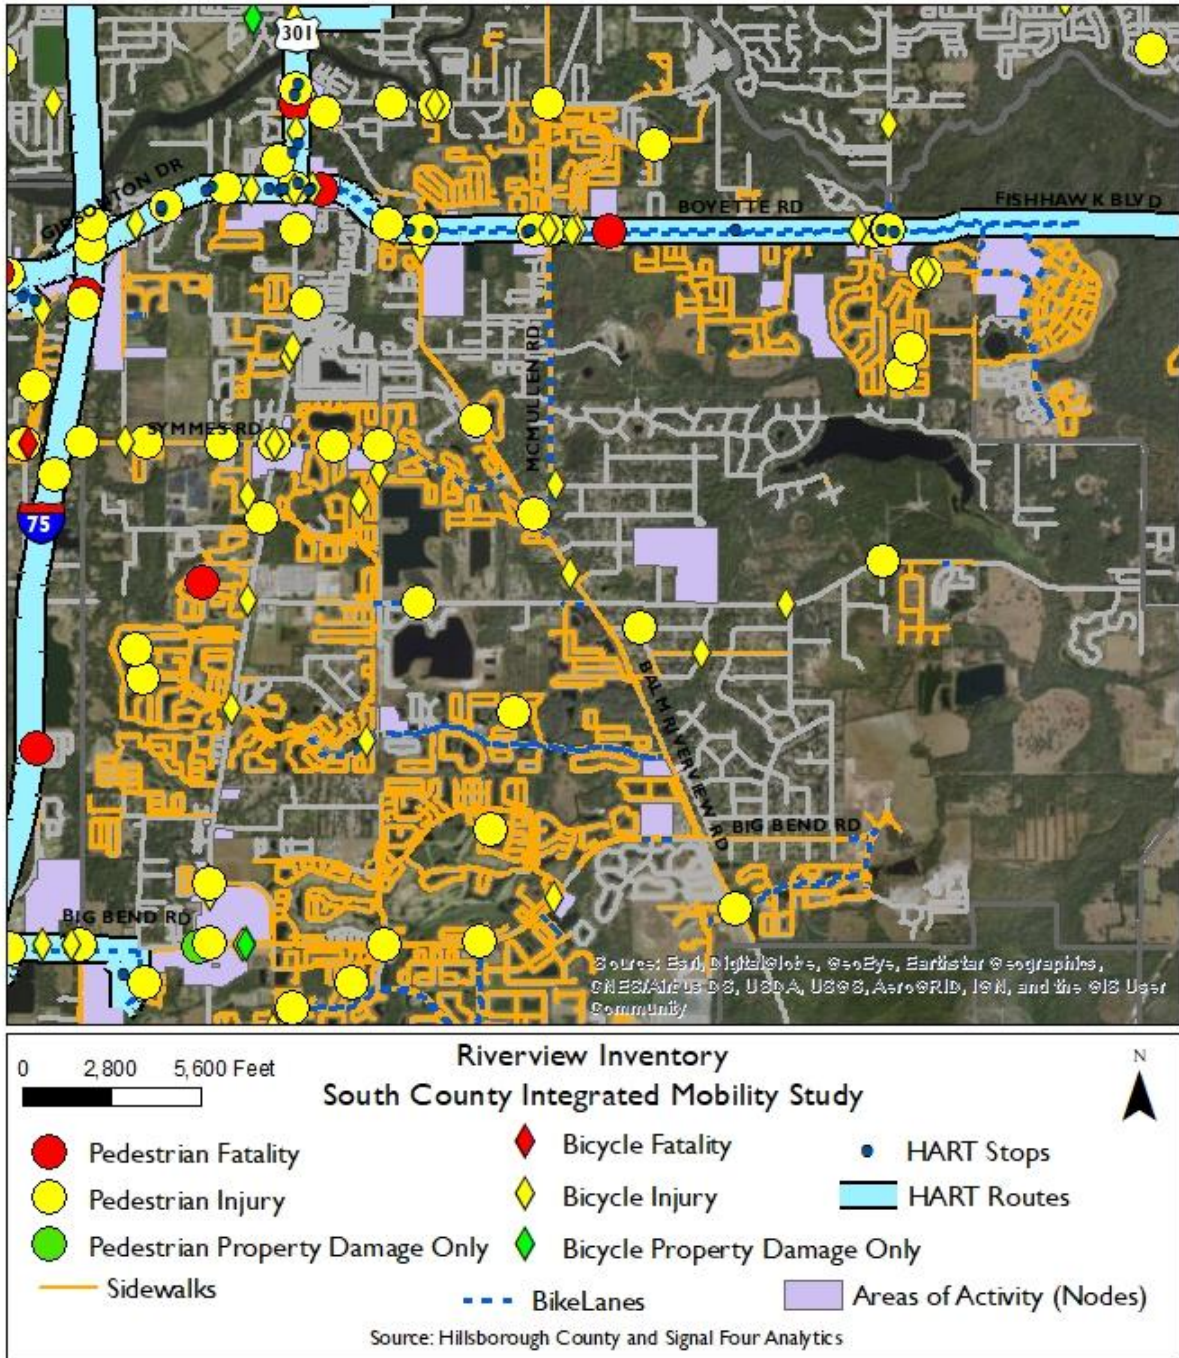 301
GIBSONTON DR
BOYETTE RD
FISHHAWK BLVD
MCMULLEN RD
SYMMES RD
75
BALM RIVERVIEW RD
BIG BEND RD
BIG BEND RD
Source: Esri, DigitalGlobe, GeoEye, Earthstar Geographics,
CNES/Airbus DS, USDA, USGS, AeroGRID, IGN, and the GIS User
Community
0 2,800 5,600 Feet
Riverview Inventory
South County Integrated Mobility Study
N
Pedestrian Fatality
Bicycle Fatality
HART Stops
Pedestrian Injury
Bicycle Injury
HART Routes
Pedestrian Property Damage Only
Bicycle Property Damage Only
Sidewalks
BikeLanes
Areas of Activity (Nodes)
Source: Hillsborough County and Signal Four Analytics